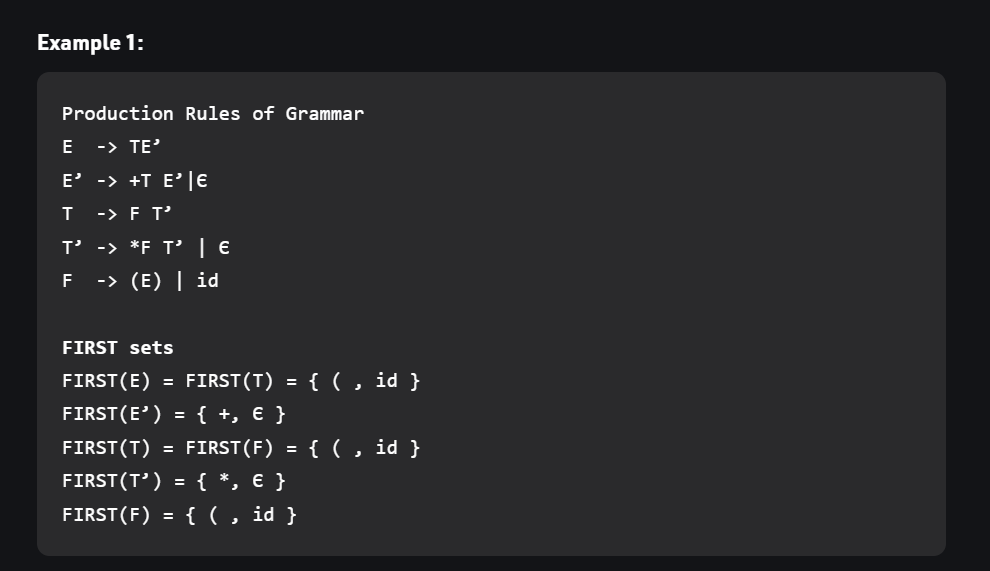 Example 1:
Production Rules of Grammar
E  -> TE’
E’ -> +T E’|Є
T  -> F T’
T’ -> *F T’ | Є
F  -> (E) | id
FIRST sets
FIRST(E) = FIRST(T) = { ( , id }
FIRST(E’) = { +, Є }
FIRST(T) = FIRST(F) = { ( , id }
FIRST(T’) = { *, Є }
FIRST(F) = { ( , id }